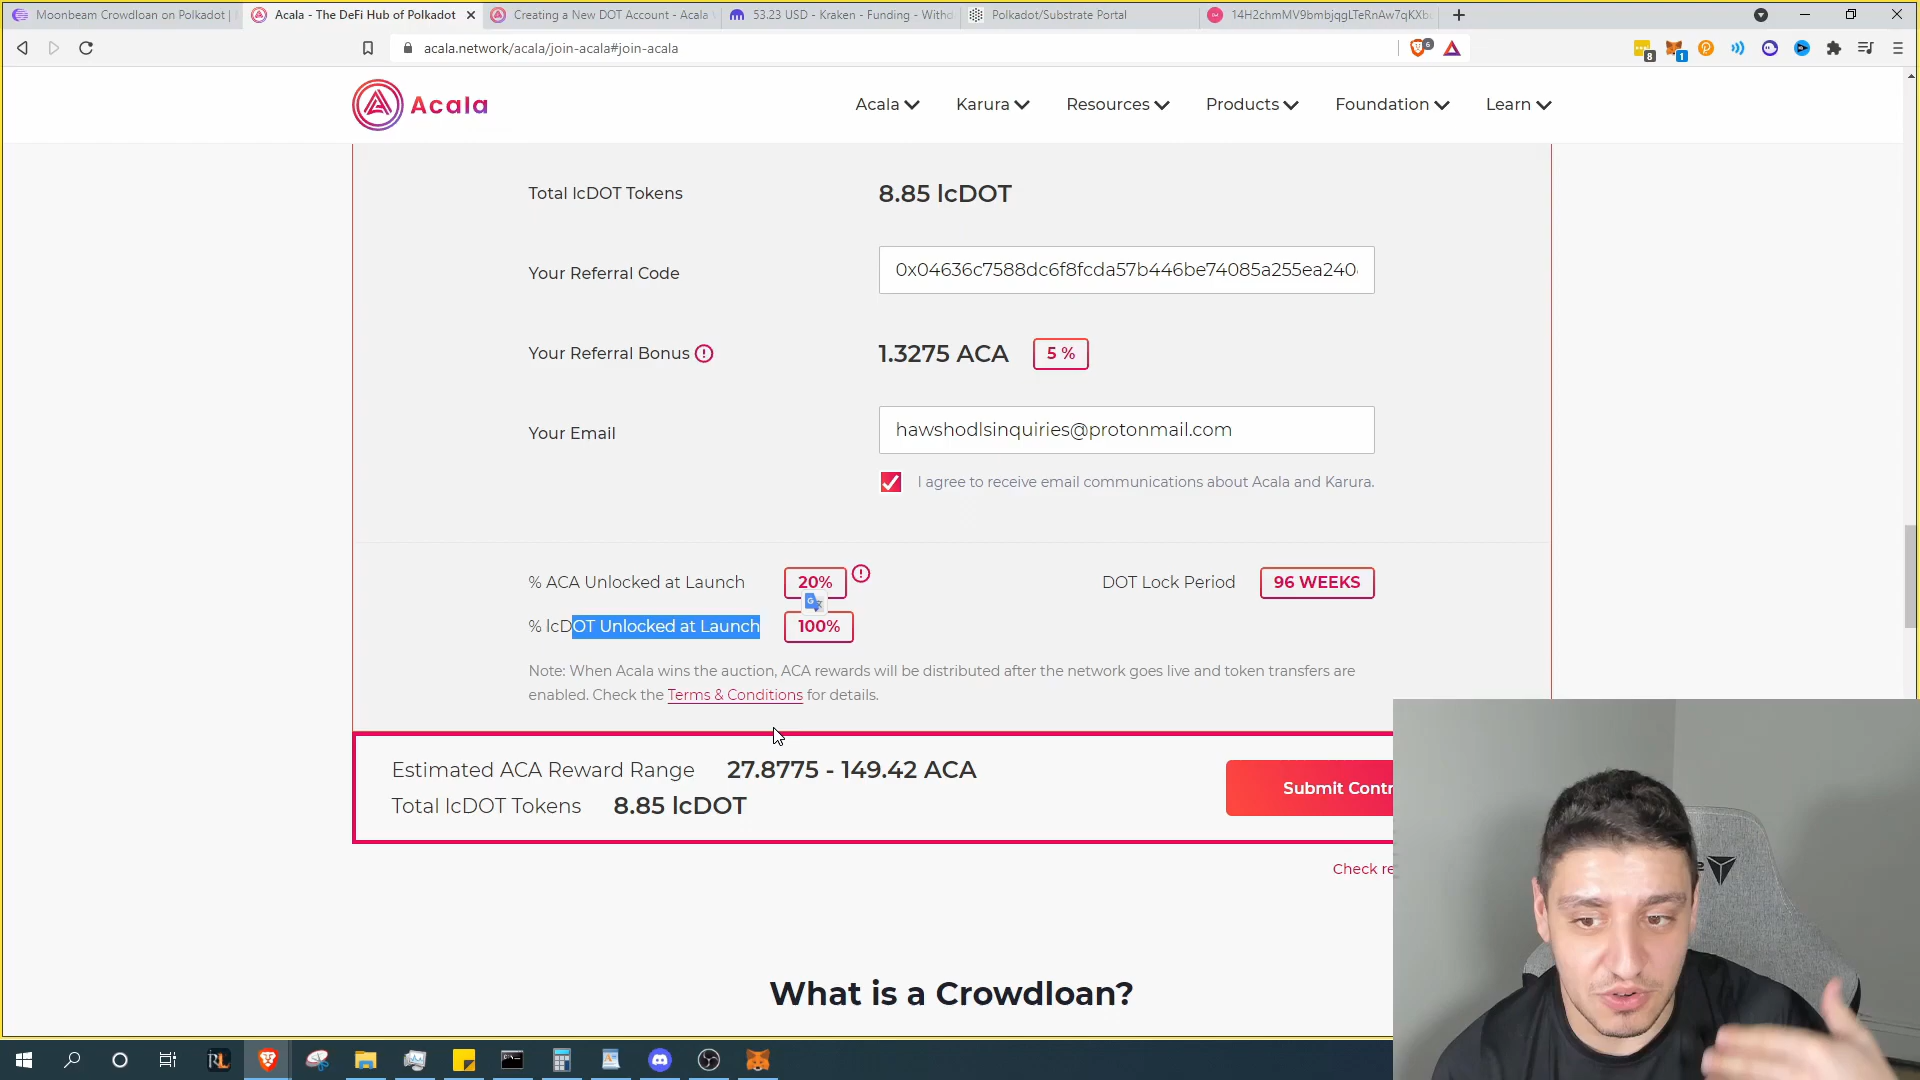 Moonbeam Crowdloan on Polkadot |
Acala - The DeFi Hub of Polkadot
Creating a New DOT Account - Acala
53.23 USD - Kraken - Funding - Withd
Polkadot/Substrate Portal
14H2chmMV9bmbjqgLTeRnAw7qKXb
acala.network/acala/join-acala#join-acala
6
8
1
Acala
Acala
Karura
Resources
Products
Foundation
Learn
Total lcDOT Tokens
8.85 lcDOT
Your Referral Code
0x04636c7588dc6f8fcda57b446be74085a255ea240
Your Referral Bonus
1.3275 ACA
5 %
Your Email
hawshodlsinquiries@protonmail.com
I agree to receive email communications about Acala and Karura.
% ACA Unlocked at Launch
20%
DOT Lock Period
96 WEEKS
% lcDOT Unlocked at Launch
100%
Note: When Acala wins the auction, ACA rewards will be distributed after the network goes live and token transfers are
enabled. Check the Terms & Conditions for details.
Estimated ACA Reward Range
27.8775 - 149.42 ACA
Submit Contr
Total lcDOT Tokens
8.85 lcDOT
Check re
What is a Crowdloan?